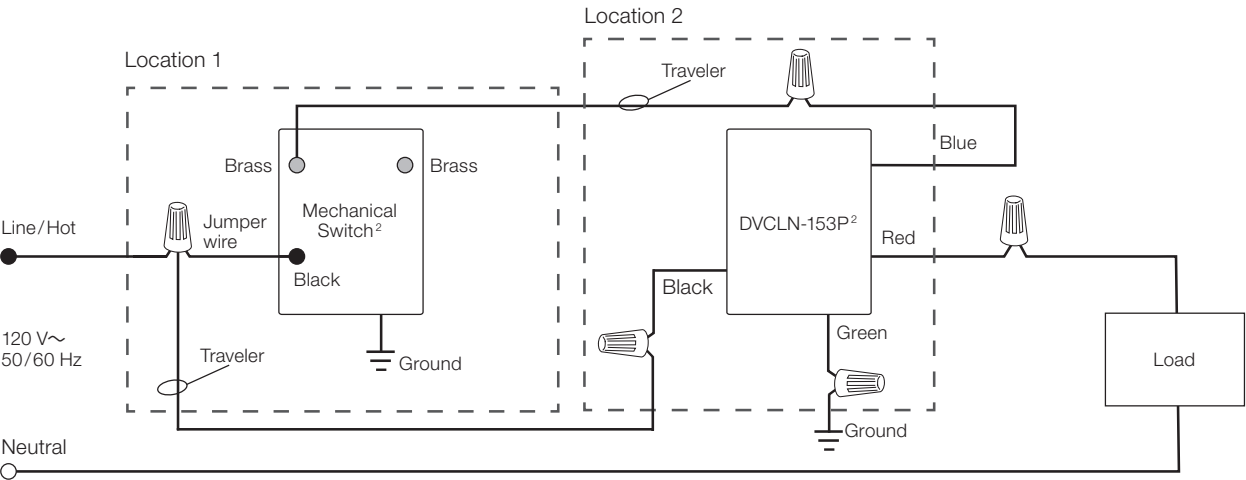 Location 2
Location 1
Traveler
Blue
Brass
Brass
Mechanical
Switch²
DVCLN-153P²
Line/Hot
Jumper
wire
Red
Black
Black
Green
120 V～
50/60 Hz
Traveler
Ground
Load
Ground
Neutral